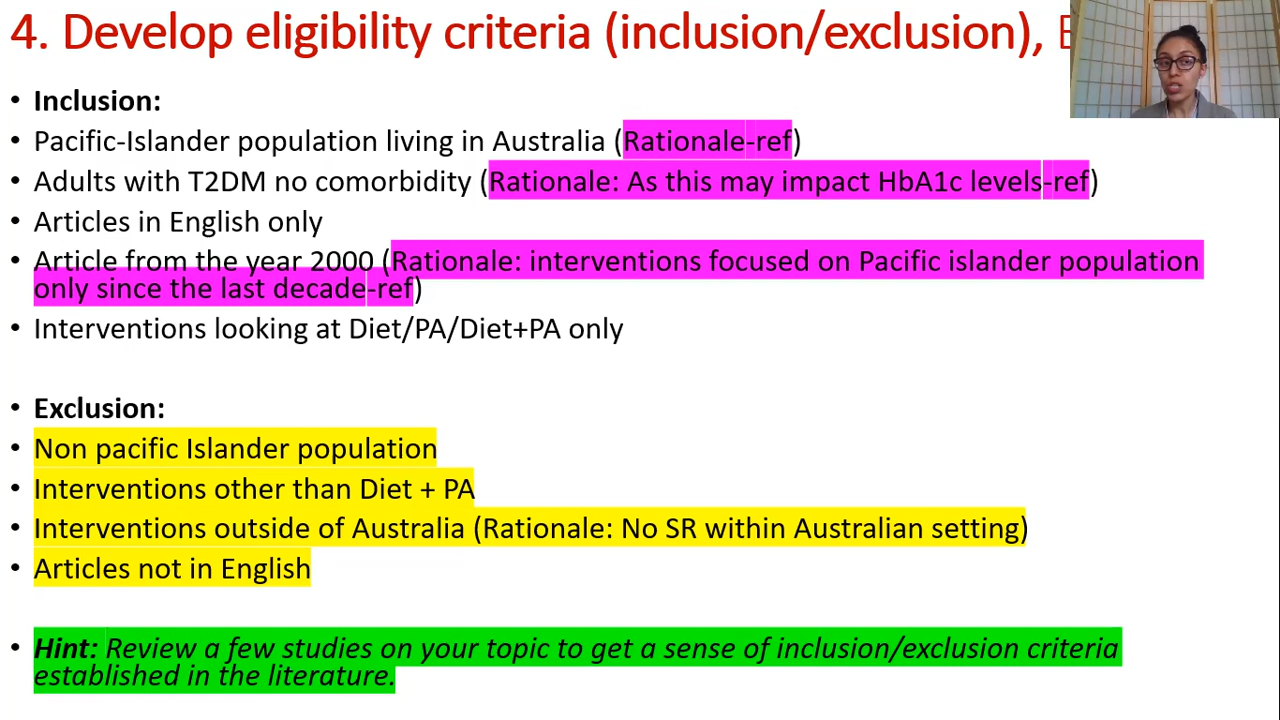 4. Develop eligibility criteria (inclusion/exclusion),
• Inclusion:
• Pacific-Islander population living in Australia (Rationale-ref)
• Adults with T2DM no comorbidity (Rationale: As this may impact HbA1c levels-ref)
• Articles in English only
• Article from the year 2000 (Rationale: interventions focused on Pacific islander population
only since the last decade-ref)
• Interventions looking at Diet/PA/Diet+PA only
• Exclusion:
• Non pacific Islander population
• Interventions other than Diet + PA
• Interventions outside of Australia (Rationale: No SR within Australian setting)
• Articles not in English
• Hint: Review a few studies on your topic to get a sense of inclusion/exclusion criteria
established in the literature.